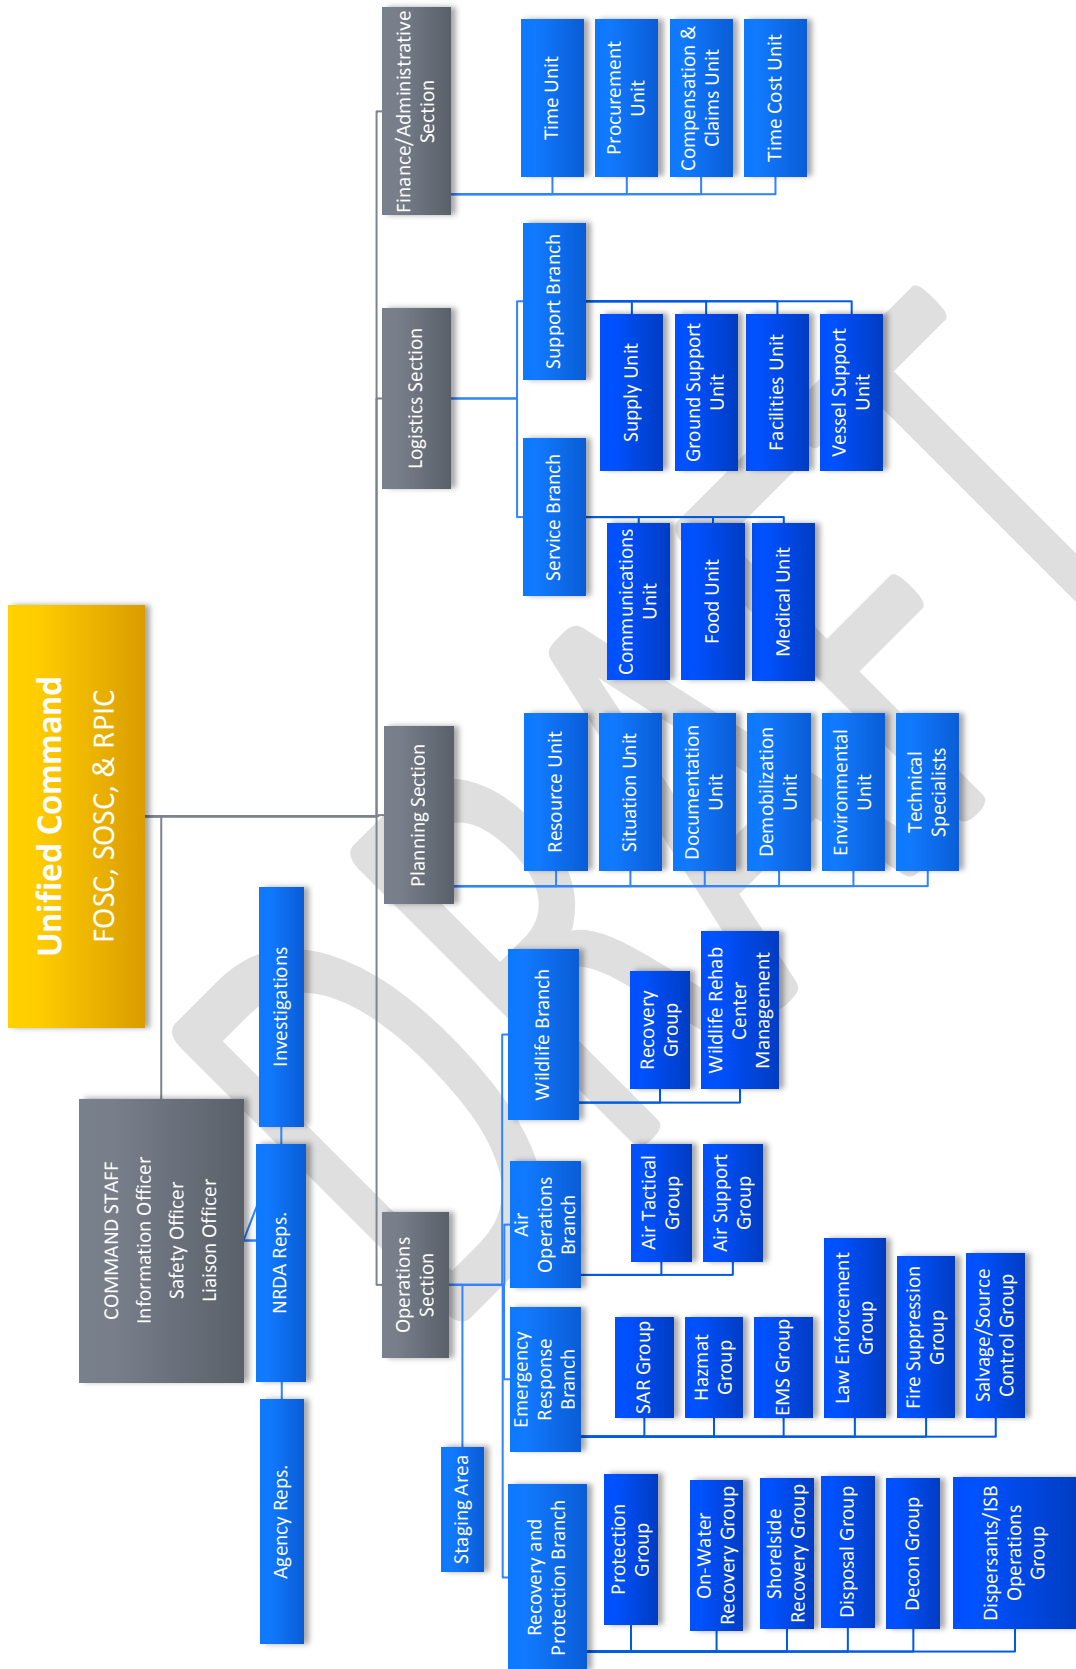 Unified Command
FOSC, SOSC, & RPIC
COMMAND STAFF
Information Officer
Safety Officer
Liaison Officer
Agency Reps.
NRDA Reps.
Investigations
Operations
Section
Planning Section
Logistics Section
Finance/Administrative
Section
Staging Area
Recovery and
Protection Branch
Protection
Group
On-Water
Recovery Group
Shorelside
Recovery Group
Disposal Group
Decon Group
Dispersants/ISB
Operations
Group
Emergency
Response
Branch
SAR Group
Hazmat
Group
EMS Group
Law Enforcement
Group
Fire Suppression
Group
Salvage/Source
Control Group
Air
Operations
Branch
Air Tactical
Group
Air Support
Group
Wildlife Branch
Recovery
Group
Wildlife Rehab
Center
Management
Resource Unit
Situation Unit
Documentation
Unit
Demobilization
Unit
Environmental
Unit
Technical
Specialists
Service Branch
Communications
Unit
Food Unit
Medical Unit
Support Branch
Supply Unit
Ground Support
Unit
Facilities Unit
Vessel Support
Unit
Time Unit
Procurement
Unit
Compensation &
Claims Unit
Time Cost Unit
DRAFT